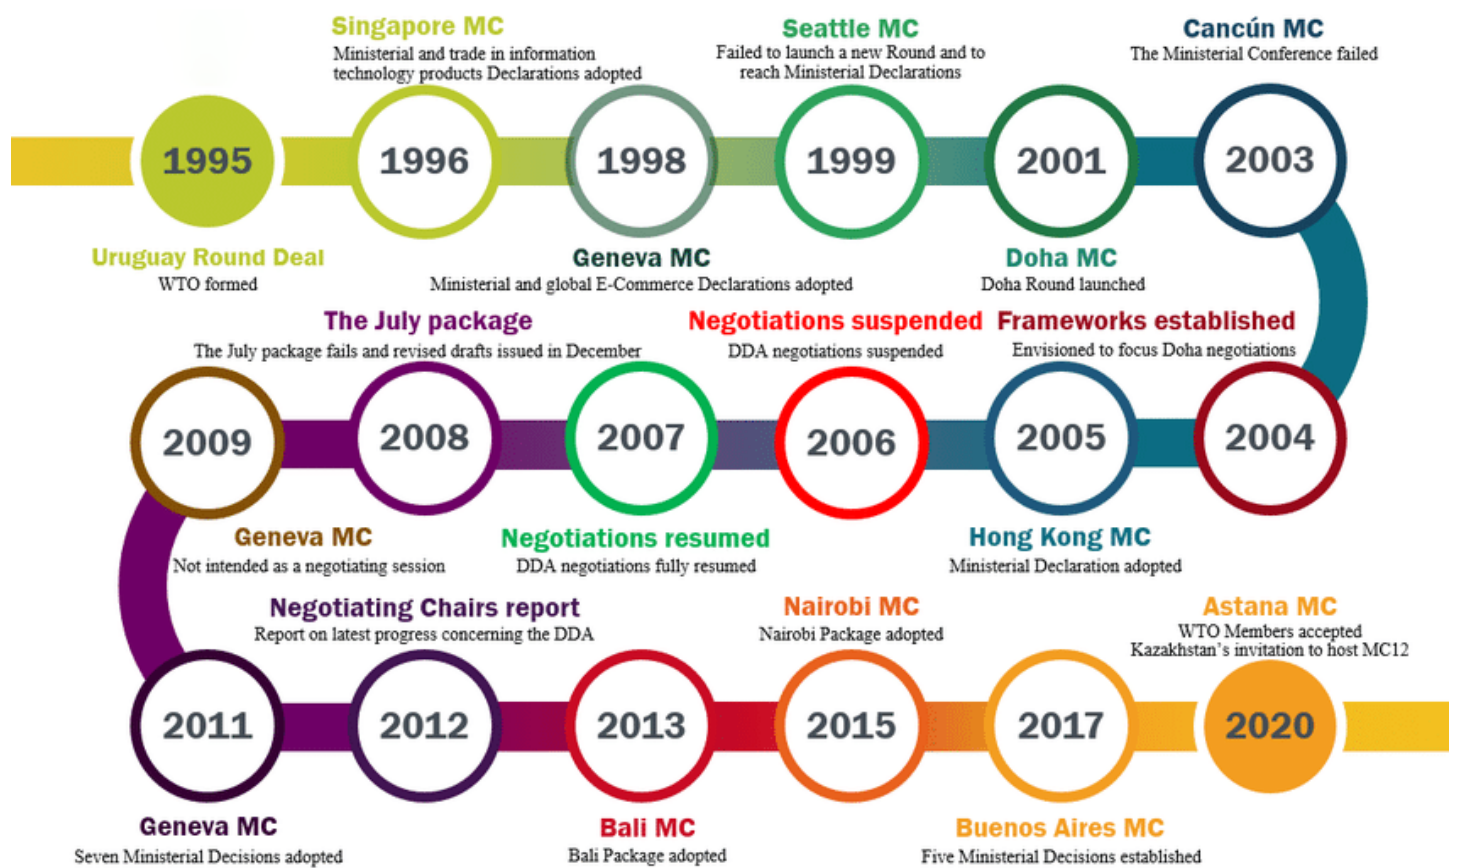 Singapore MC
Ministerial and trade in information
technology products Declarations adopted
Seattle MC
Failed to launch a new Round and to
reach Ministerial Declarations
Cancún MC
The Ministerial Conference failed
1995
1996
1998
1999
2001
2003
Uruguay Round Deal
WTO formed
Geneva MC
Ministerial and global E-Commerce Declarations adopted
Doha MC
Doha Round launched
The July package
The July package fails and revised drafts issued in December
Negotiations suspended
DDA negotiations suspended
Frameworks established
Envisioned to focus Doha negotiations
2009
2008
2007
2006
2005
2004
Geneva MC
Not intended as a negotiating session
Negotiations resumed
DDA negotiations fully resumed
Hong Kong MC
Ministerial Declaration adopted
Negotiating Chairs report
Report on latest progress concerning the DDA
Nairobi MC
Nairobi Package adopted
Astana MC
WTO Members accepted
Kazakhstan's invitation to host MC12
2011
2012
2013
2015
2017
2020
Geneva MC
Seven Ministerial Decisions adopted
Bali MC
Bali Package adopted
Buenos Aires MC
Five Ministerial Decisions established